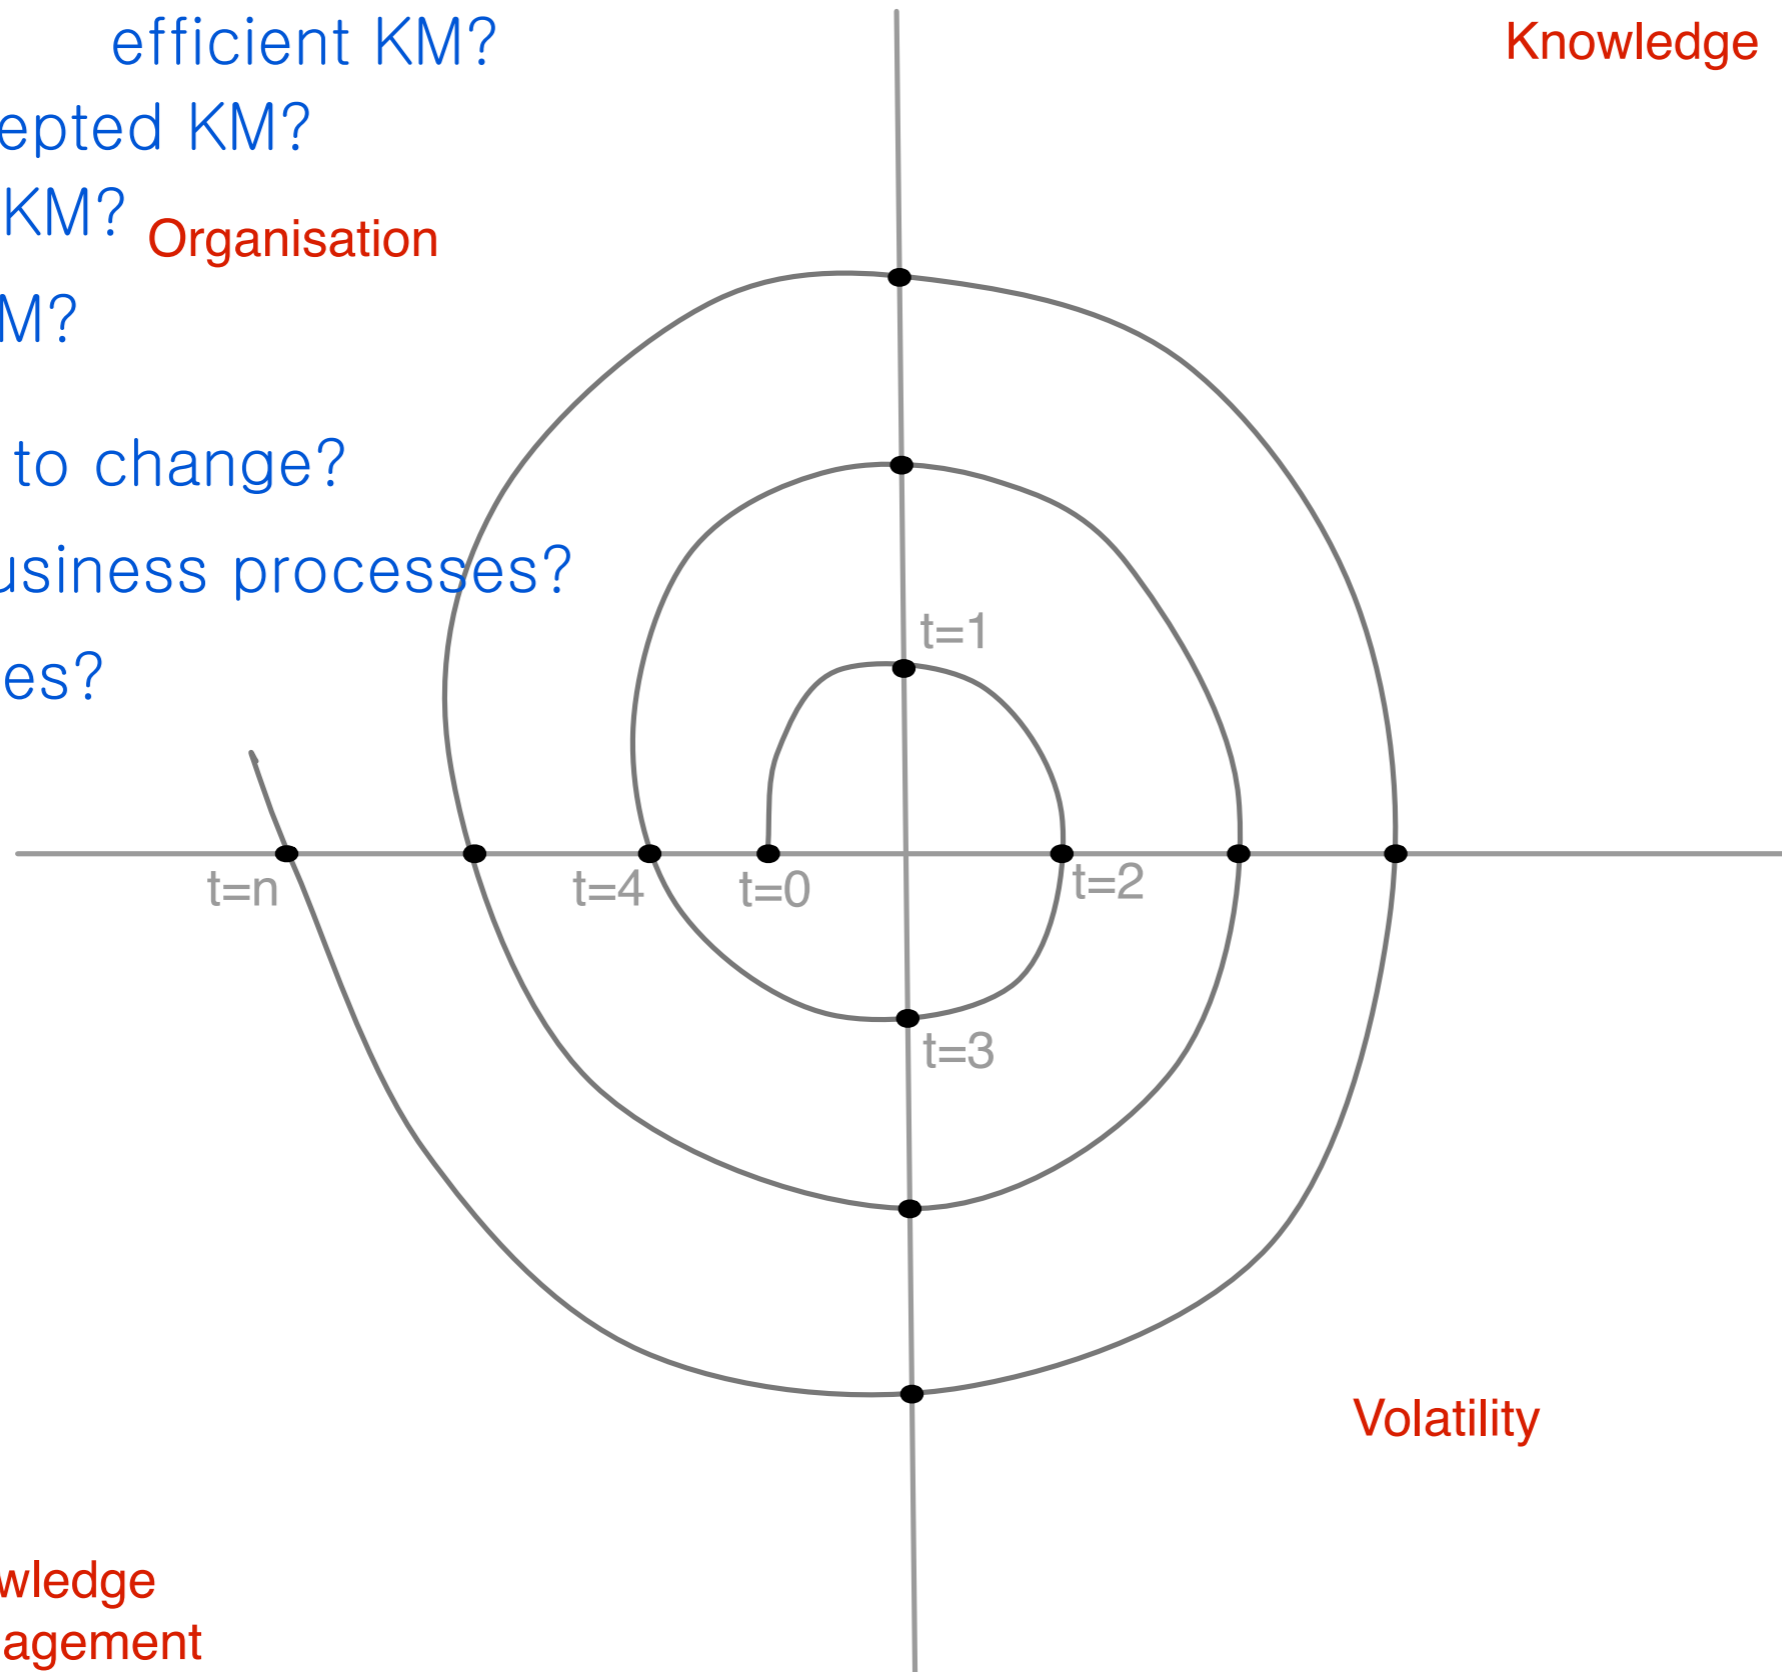 efficient KM?
Knowledge
epted KM?
KM?
Organisation
M?
to change?
usiness processes?
es?
t=1
t=n
t=4
t=0
t=2
t=3
Volatility
wledge
agement